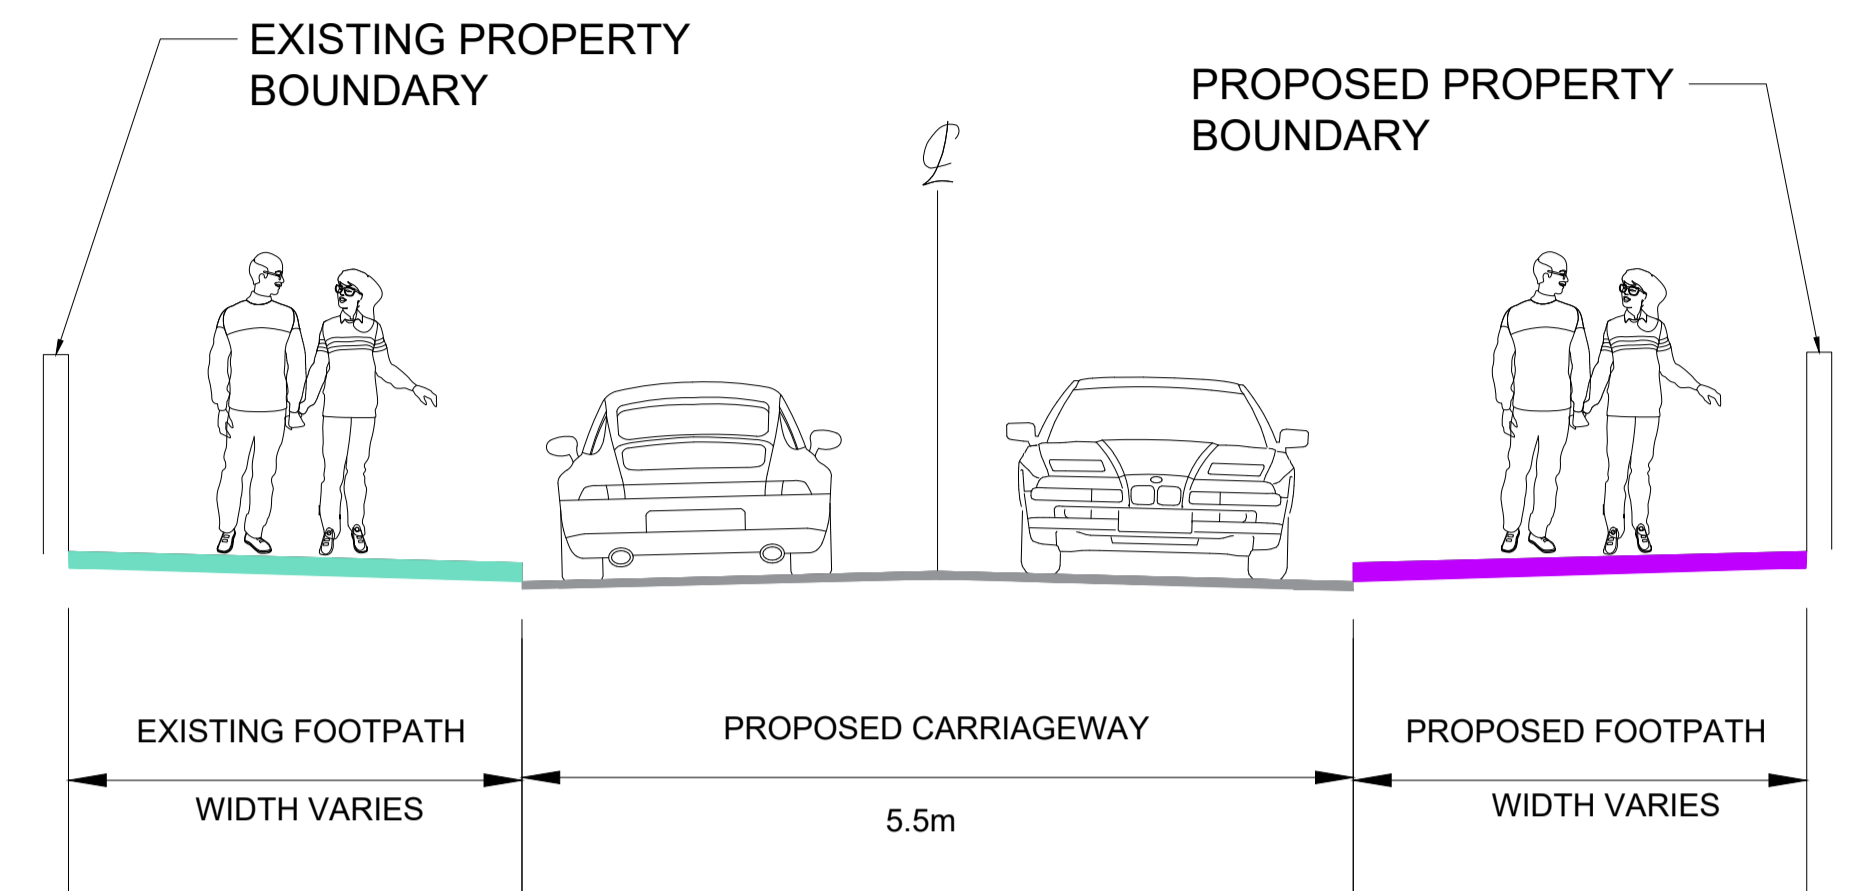 EXISTING PROPERTY
BOUNDARY
PROPOSED PROPERTY
BOUNDARY
℄
EXISTING FOOTPATH
WIDTH VARIES
PROPOSED CARRIAGEWAY
5.5m
PROPOSED FOOTPATH
WIDTH VARIES